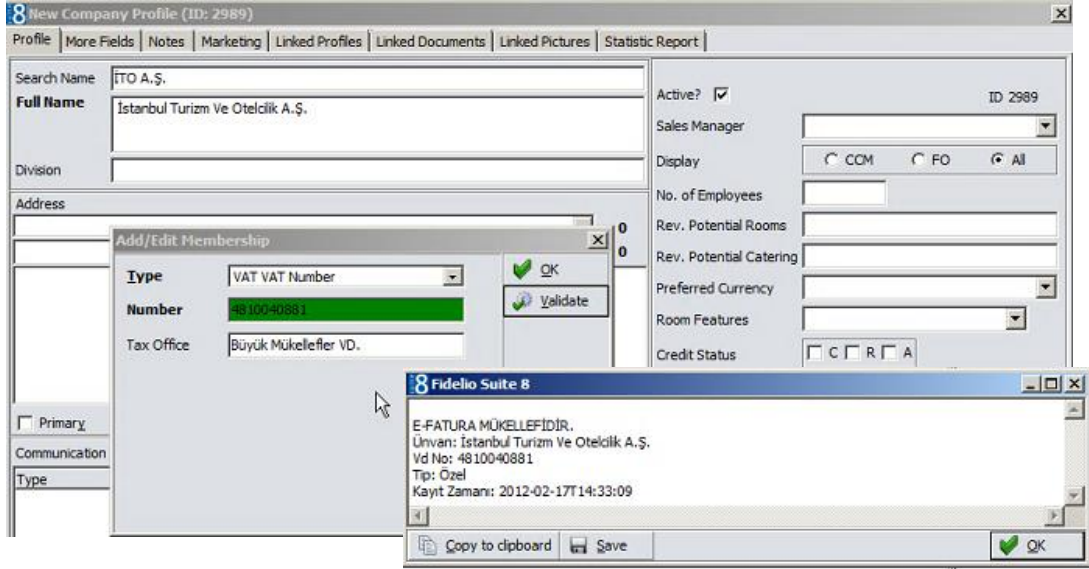 8 New Company Profile (ID: 2989)
Profile More Fields Notes Marketing Linked Profiles Linked Documents Linked Pictures Statistic Report
Search Name İTO A.Ş.
Full Name İstanbul Turizm Ve Otelcilik A.Ş.
Division
Active? ID 2989
Sales Manager
Display CCM FO All
No. of Employees
Rev. Potential Rooms
Rev. Potential Catering
Preferred Currency
Room Features
Credit Status C R A
Address
0
0
Primary
Communication
Type
Add/Edit Membership
Type VAT VAT Number
Number 4810040881
Tax Office Büyük Mükellefler VD.
OK
Validate
8 Fidelio Suite 8
E-FATURA MÜKELLEFİDİR.
Ünvan: İstanbul Turizm Ve Otelcilik A.Ş.
Vd No: 4810040881
Tip: Özel
Kayıt Zamanı: 2012-02-17T14:33:09
Copy to clipboard Save OK